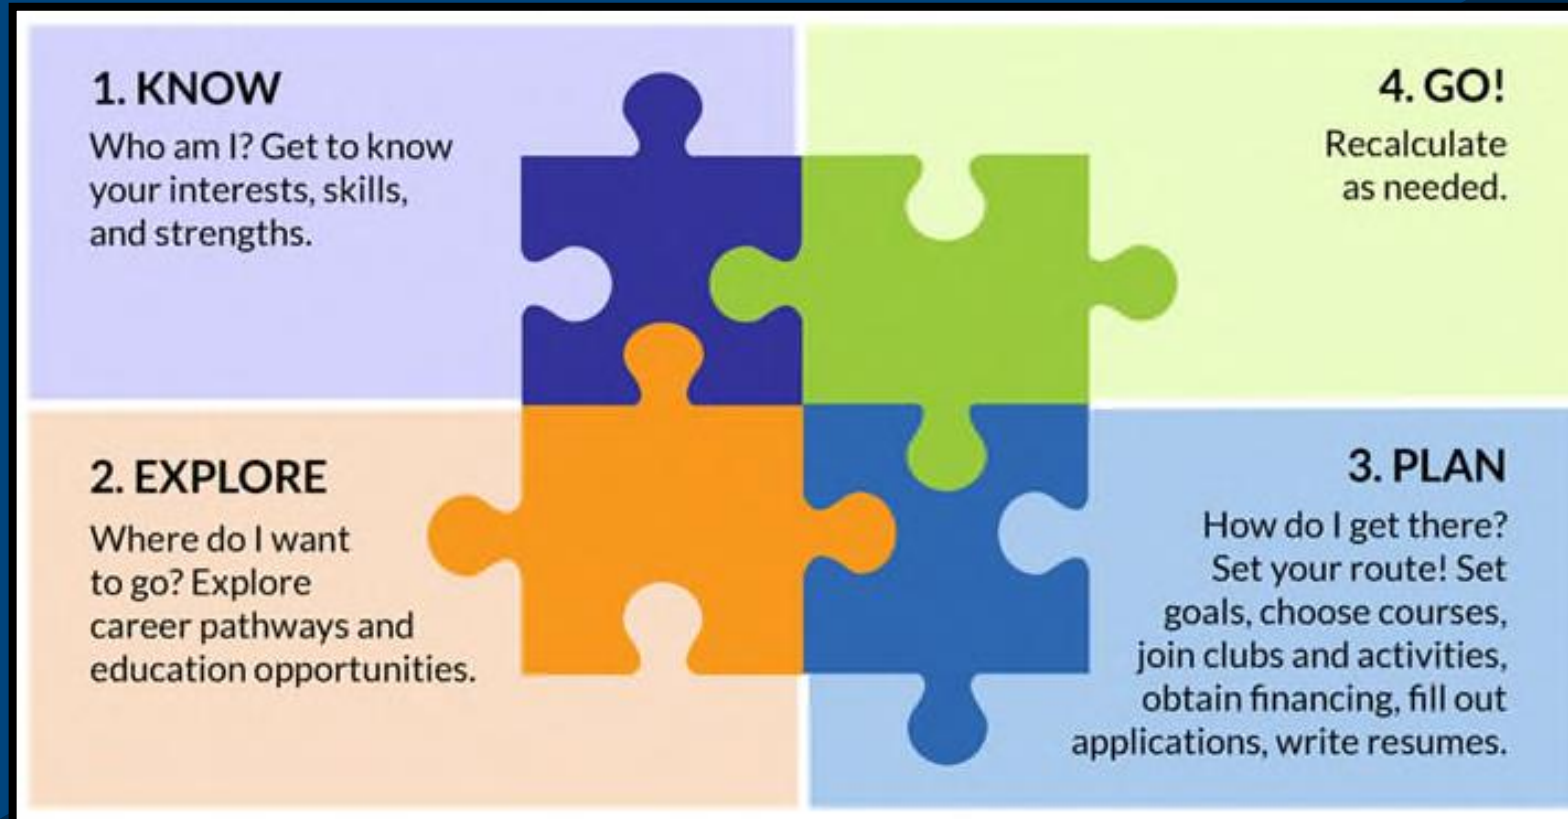 1. KNOW
Who am I? Get to know
your interests, skills,
and strengths.
2. EXPLORE
Where do I want
to go? Explore
career pathways and
education opportunities.
3. PLAN
How do I get there?
Set your route! Set
goals, choose courses,
join clubs and activities,
obtain financing, fill out
applications, write resumes.
4. GO!
Recalculate
as needed.